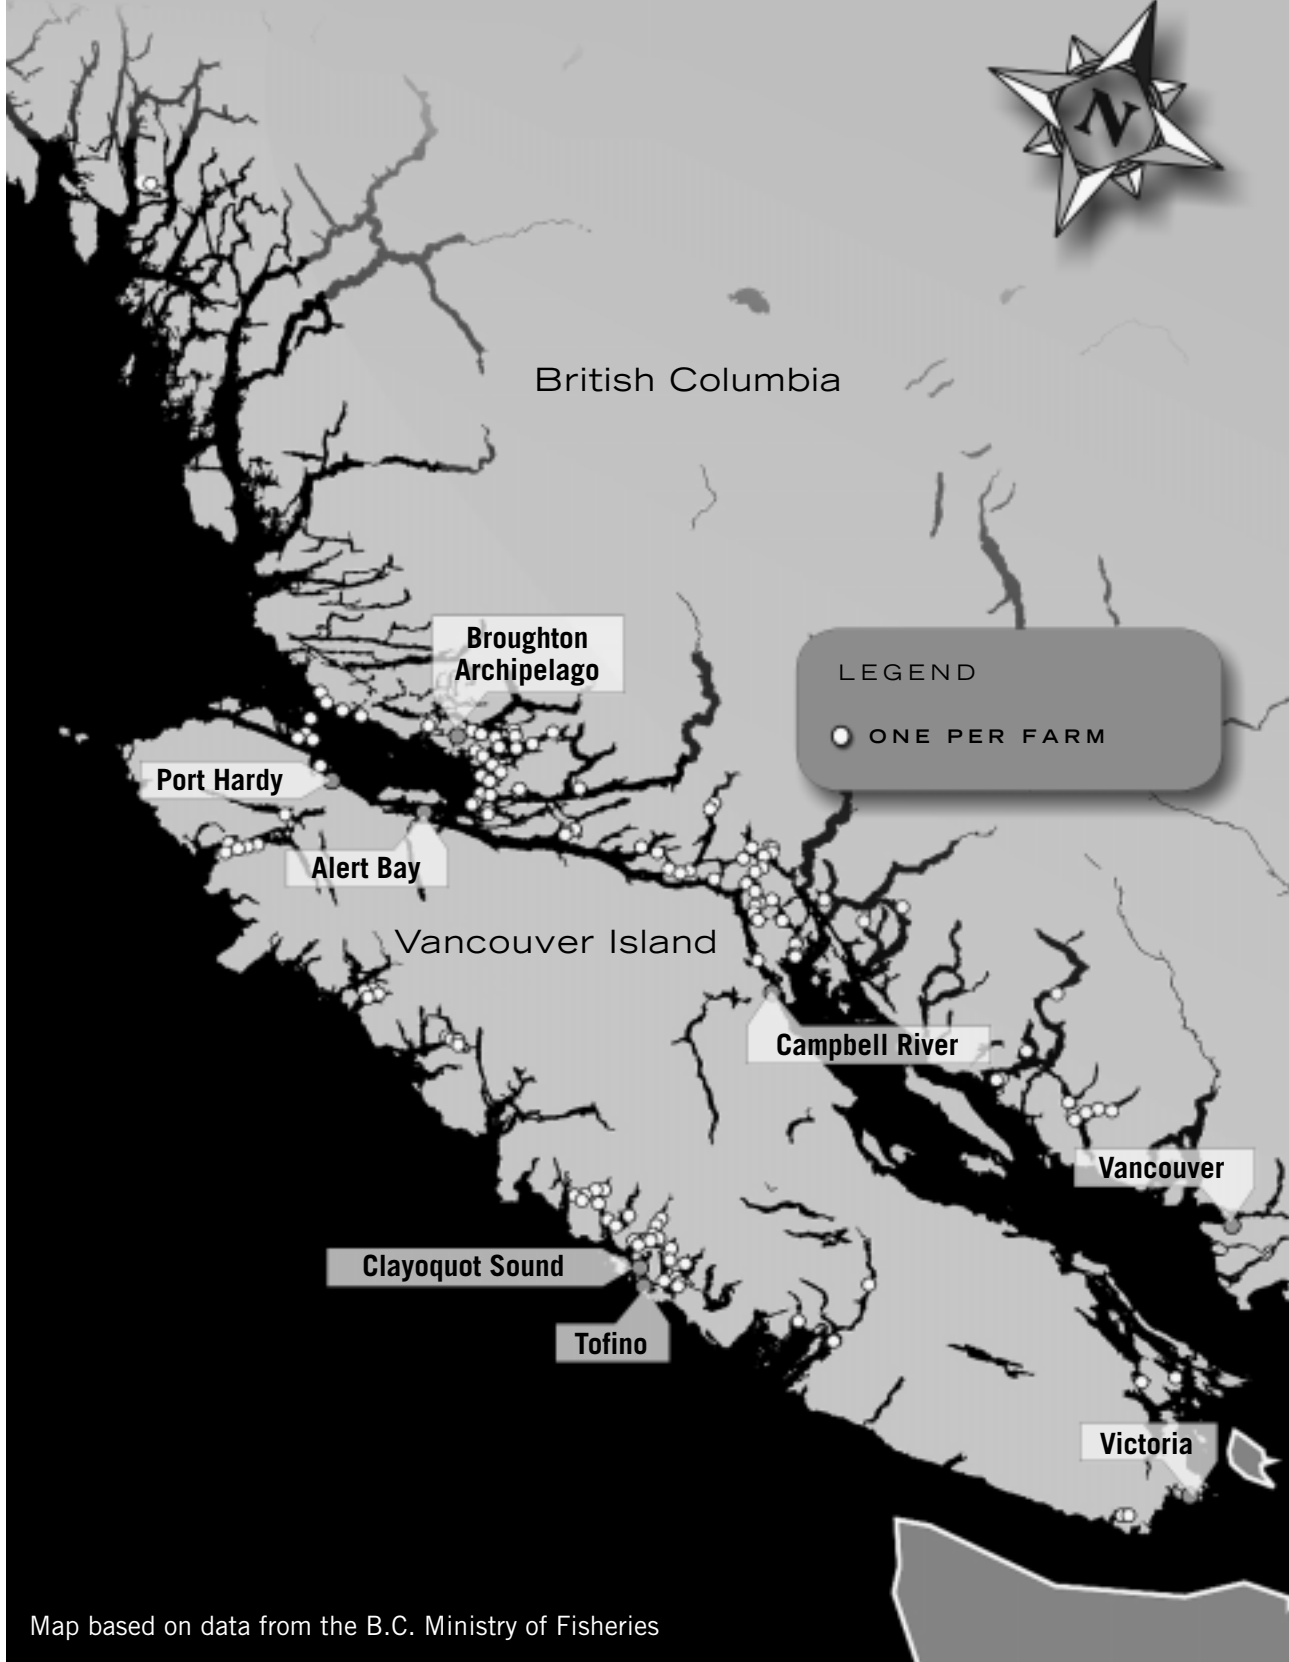 N
British Columbia
Broughton
Archipelago
LEGEND
ONE PER FARM
Port Hardy
Alert Bay
Vancouver Island
Campbell River
Vancouver
Clayoquot Sound
Tofino
Victoria
Map based on data from the B.C. Ministry of Fisheries